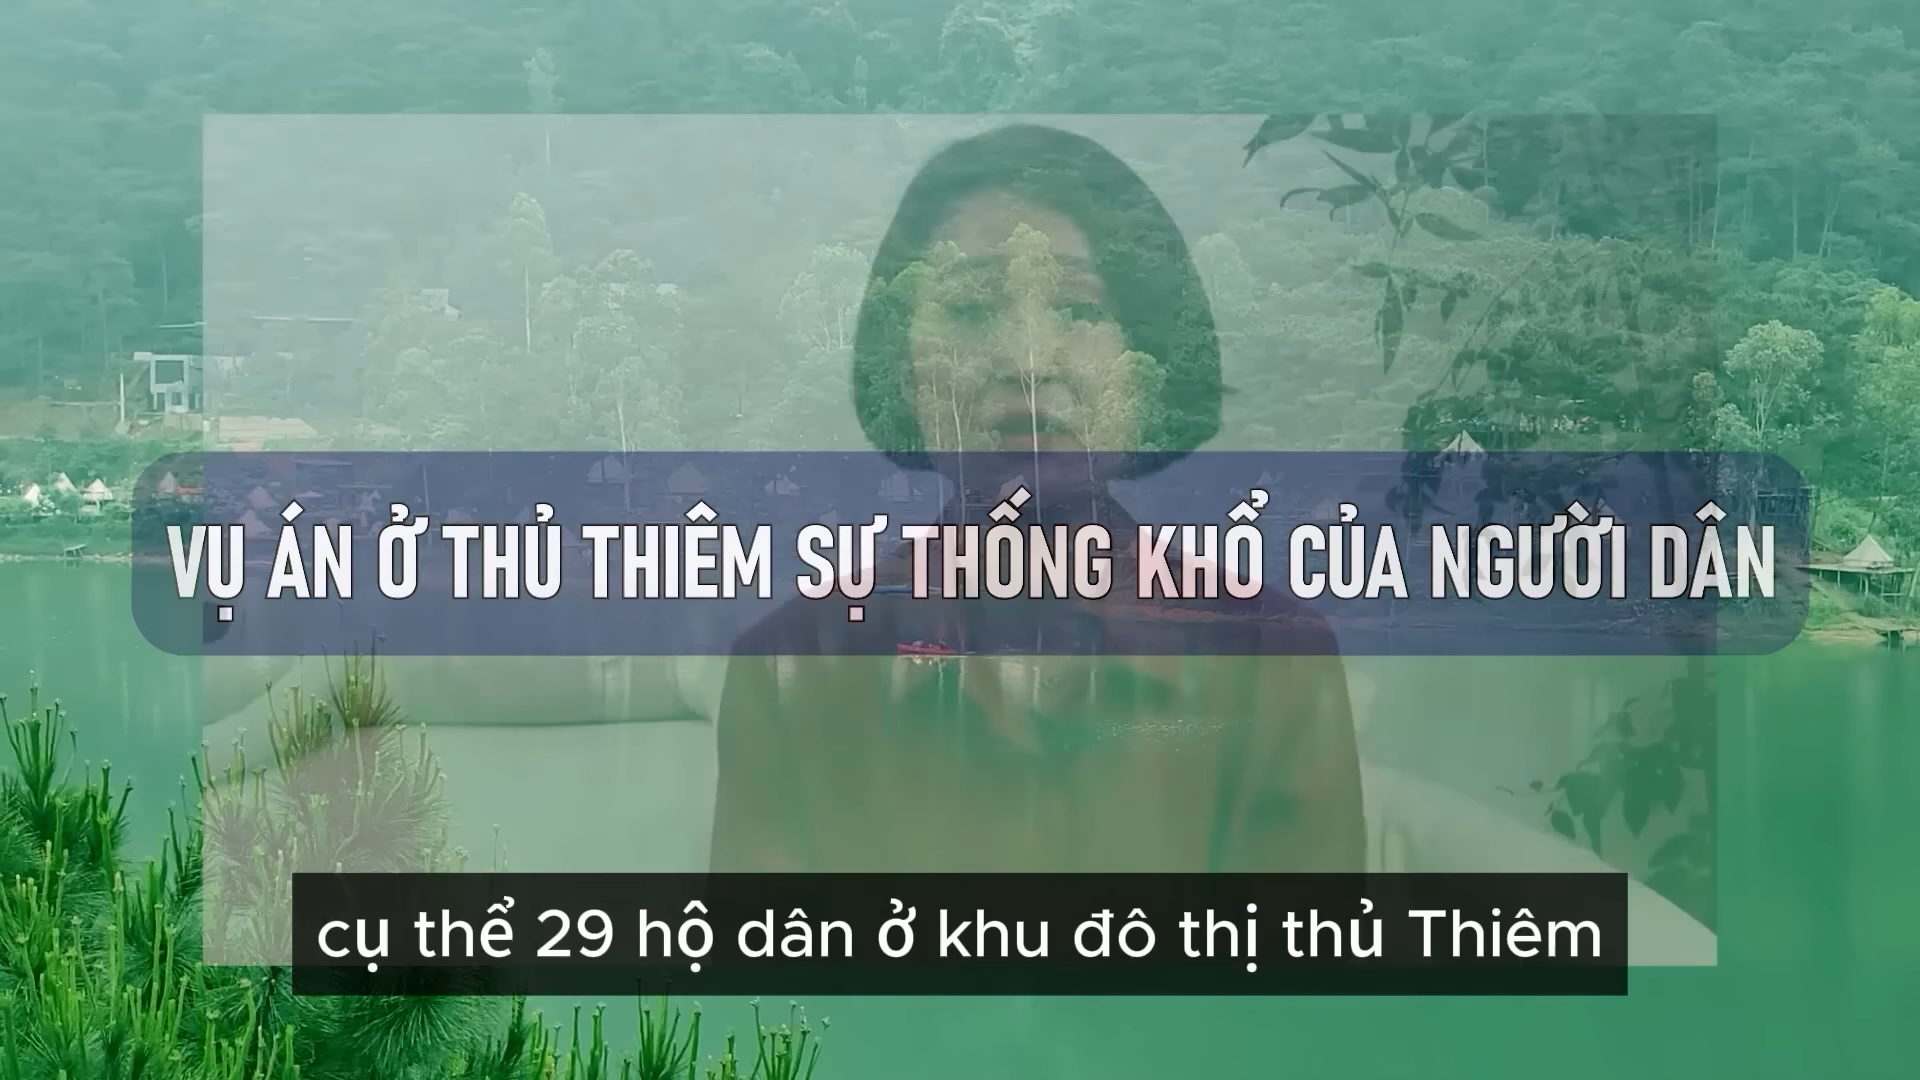 VỤ ÁN Ở THỦ THIÊM SỰ THỐNG KHỔ CỦA NGƯỜI DÂN
cụ thể 29 hộ dân ở khu đô thị thủ Thiêm